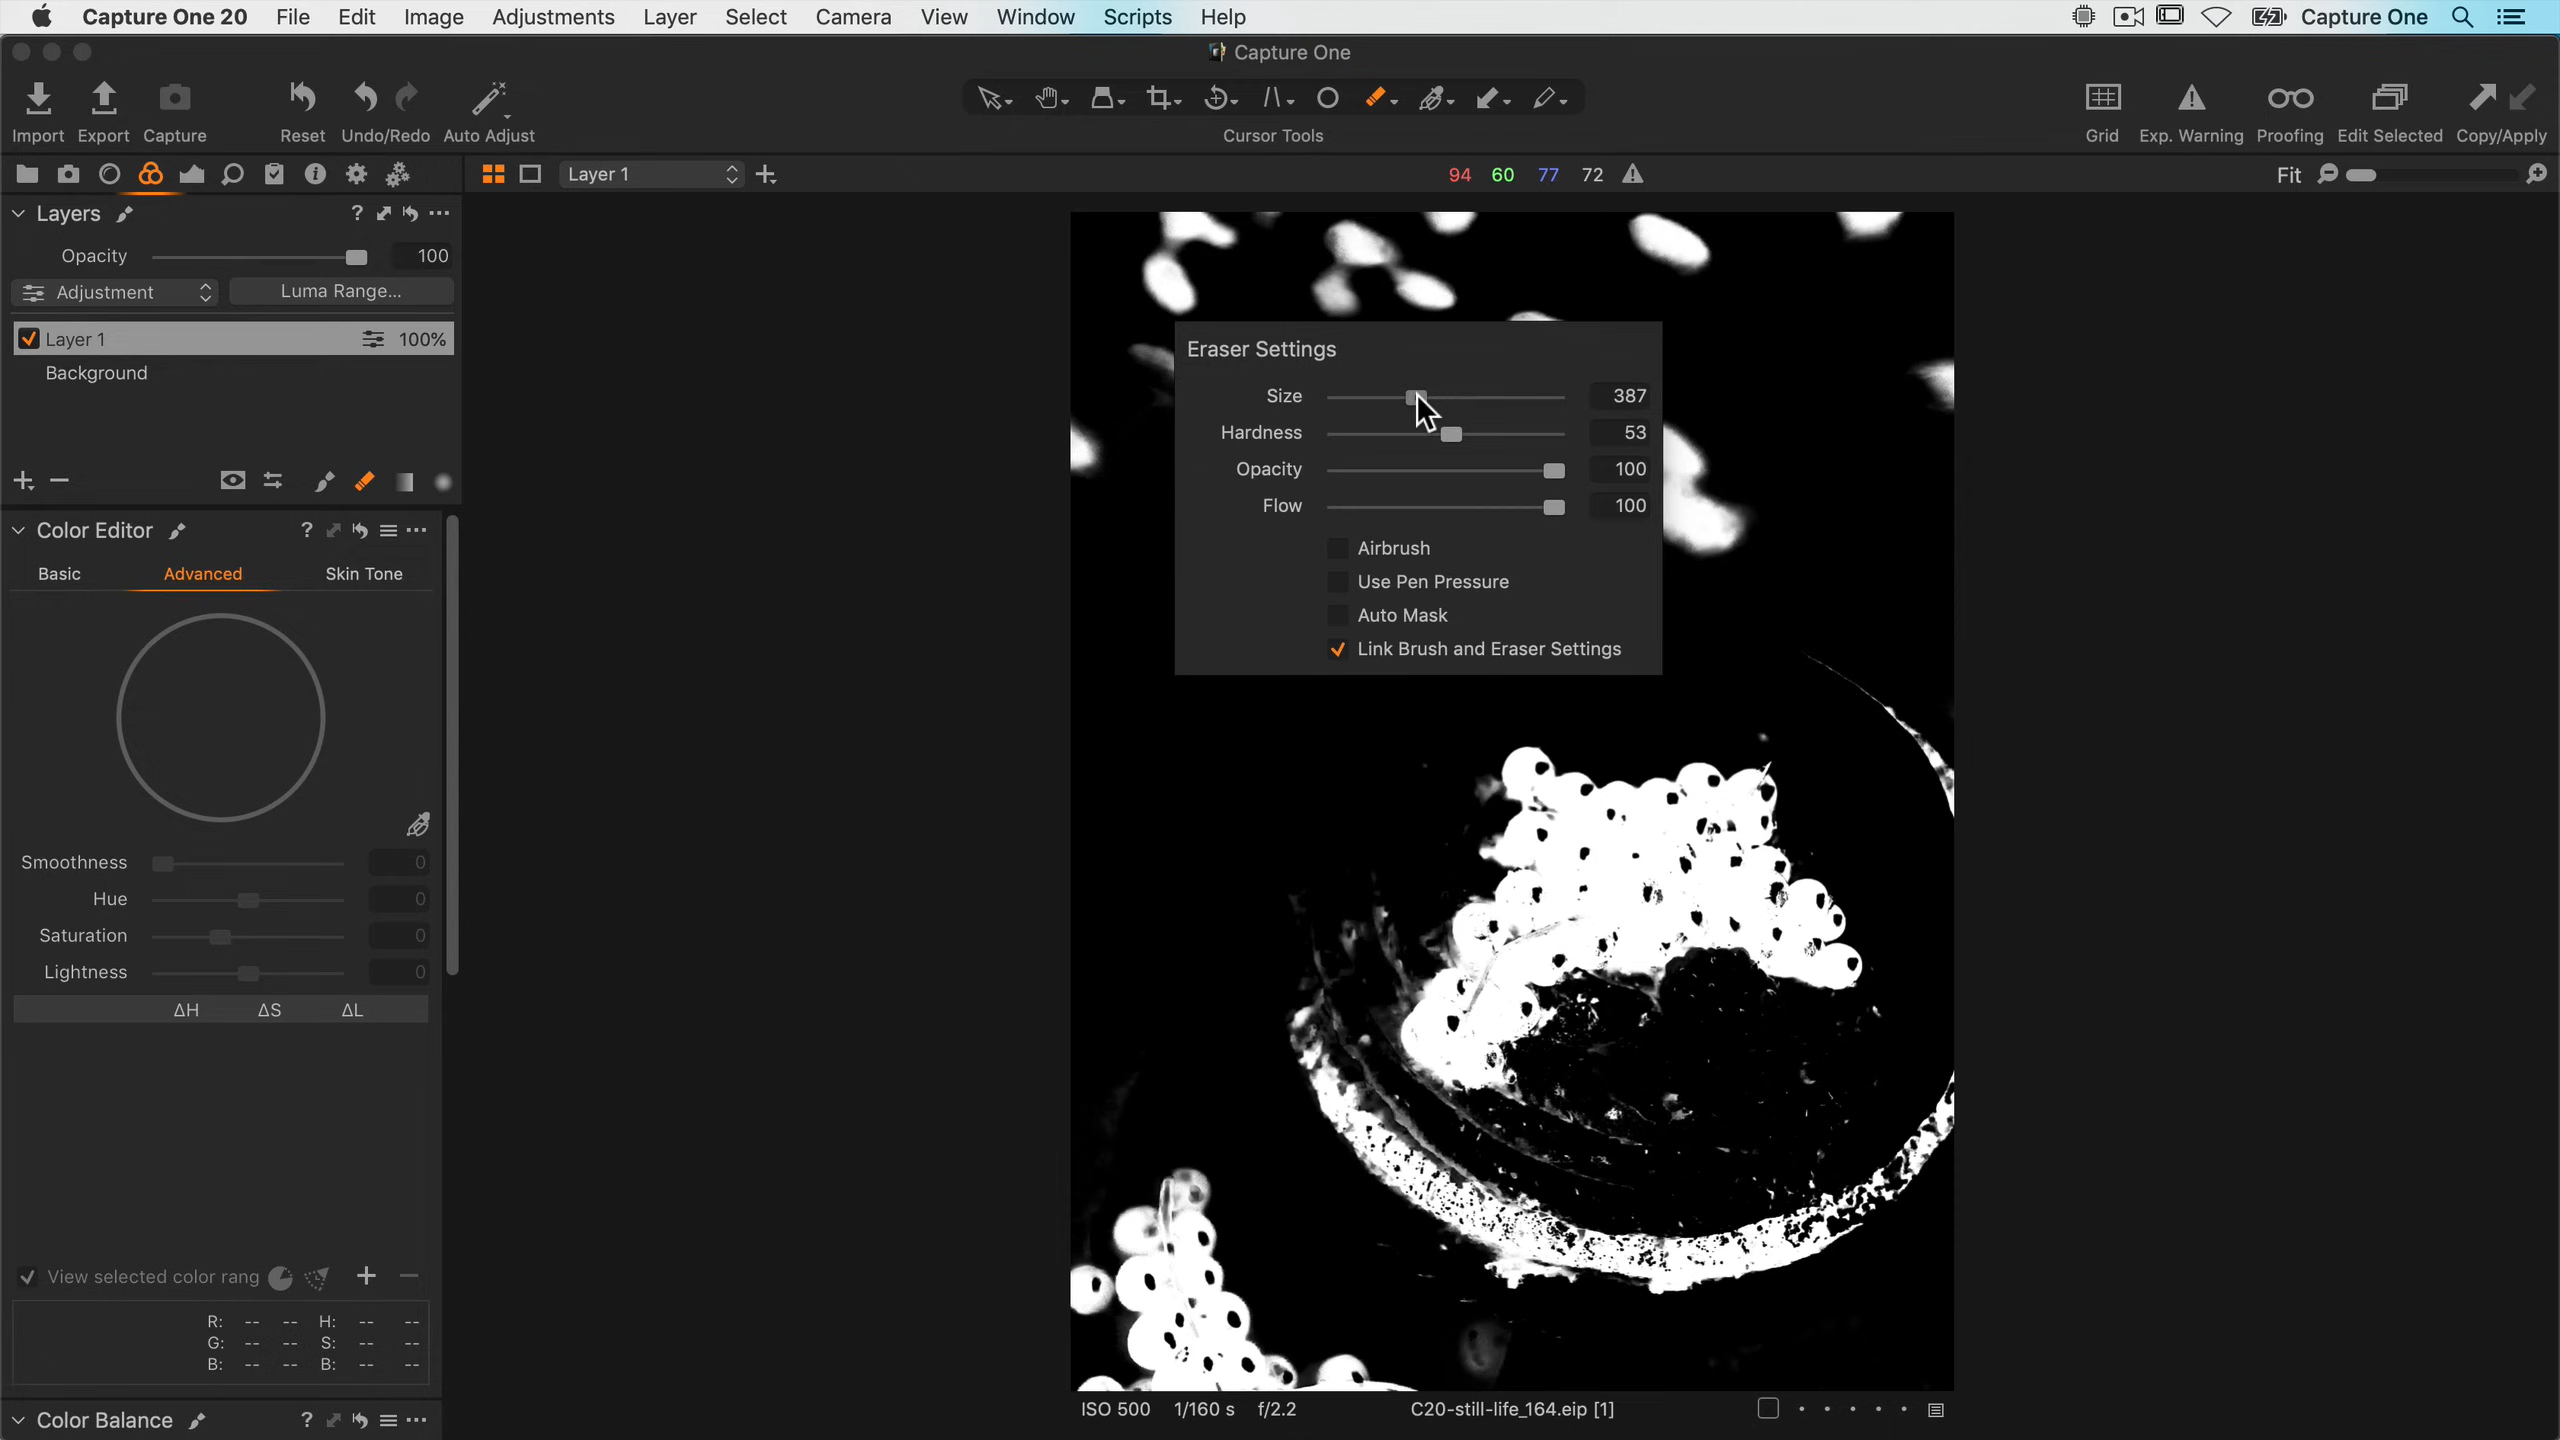 Capture One 20 File Edit Image Adjustments Layer Select Camera View Window Scripts Help Capture One
Capture One
Import Export Capture Reset Undo/Redo Auto Adjust Cursor Tools Grid Exp. Warning Proofing Edit Selected Copy/Apply
Layer 1 94 60 77 72 Fit
Layers ?
Opacity 100
Adjustment Luma Range...
Layer 1 100%
Background
Eraser Settings
Size 387
Hardness 53
Opacity 100
Flow 100
Airbrush
Use Pen Pressure
Auto Mask
Link Brush and Eraser Settings
Color Editor ?
Basic Advanced Skin Tone
Smoothness 0
Hue 0
Saturation 0
Lightness 0
ΔH ΔS ΔL
View selected color rang
R: -- -- H: -- --
G: -- -- S: -- --
B: -- -- B: -- --
Color Balance ?
ISO 500 1/160 s f/2.2 C20-still-life_164.eip [1]